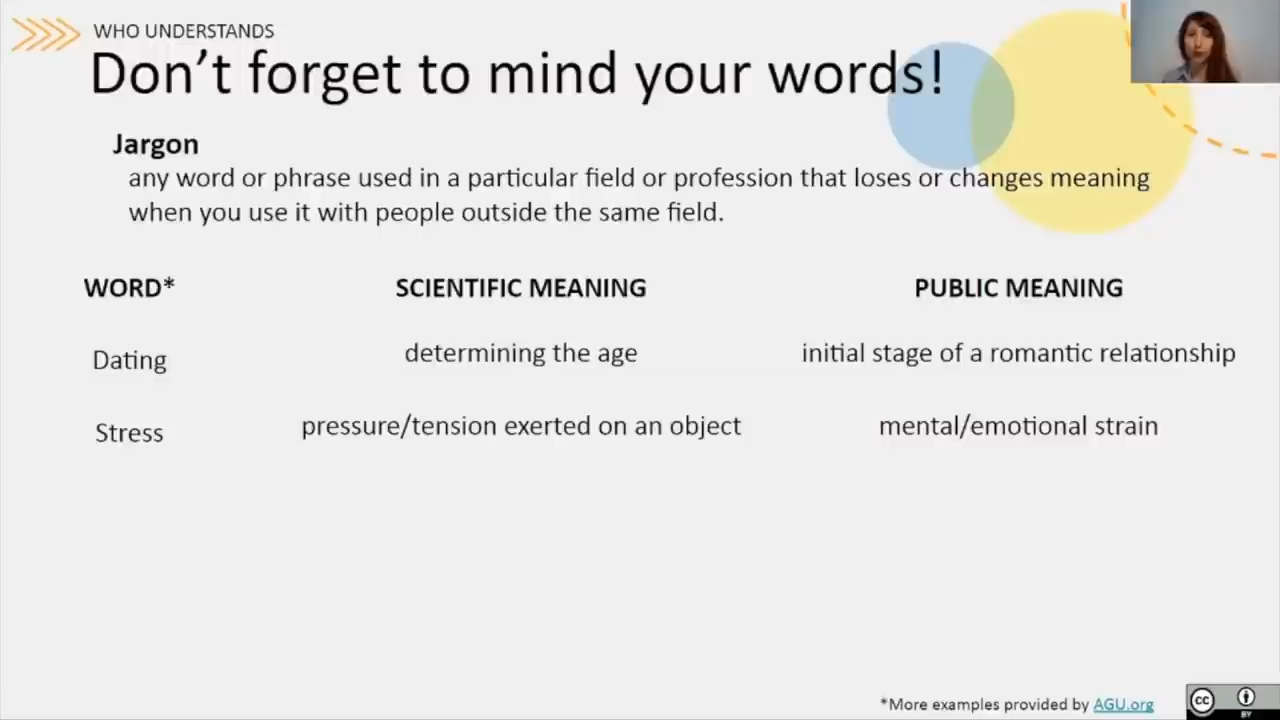 WHO UNDERSTANDS
Don't forget to mind your words!
Jargon
any word or phrase used in a particular field or profession that loses or changes meaning
when you use it with people outside the same field.
WORD* SCIENTIFIC MEANING PUBLIC MEANING
Dating determining the age initial stage of a romantic relationship
Stress pressure/tension exerted on an object mental/emotional strain
*More examples provided by AGU.org
cc
BY